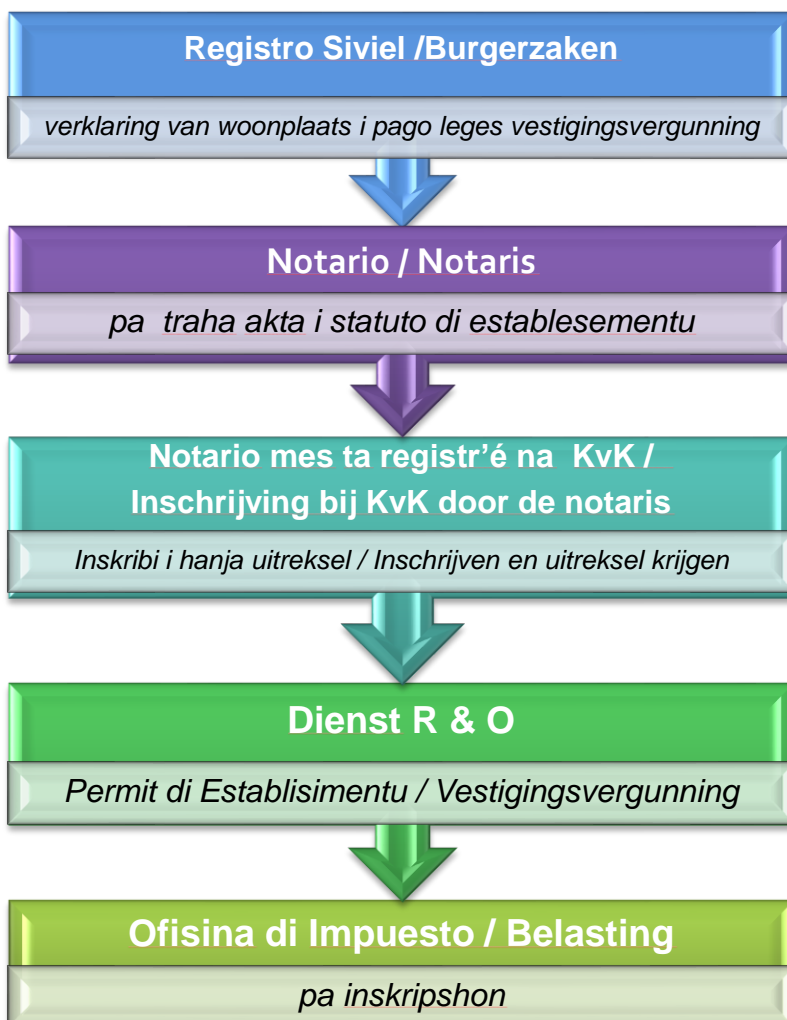 Registro Siviel /Burgerzaken
verklaring van woonplaats i pago leges vestigingsvergunning
Notario / Notaris
pa traha akta i statuto di establesementu
Notario mes ta registr’é na KvK /
Inschrijving bij KvK door de notaris
Inskribi i hanja uitreksel / Inschrijven en uitreksel krijgen
Dienst R & O
Permit di Establisimentu / Vestigingsvergunning
Ofisina di Impuesto / Belasting
pa inskripshon